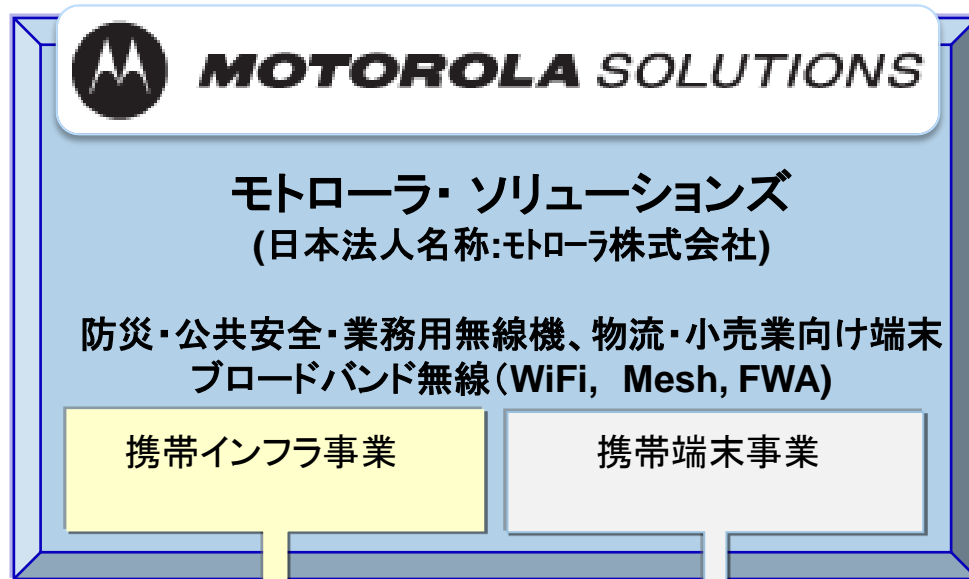 MOTOROLA SOLUTIONS
モトローラ・ ソリューションズ
(日本法人名称:ﾓﾄﾛｰﾗ株式会社)
防災・公共安全・業務用無線機、物流・小売業向け端末
ブロードバンド無線(WiFi, Mesh, FWA)
携帯インフラ事業
携帯端末事業